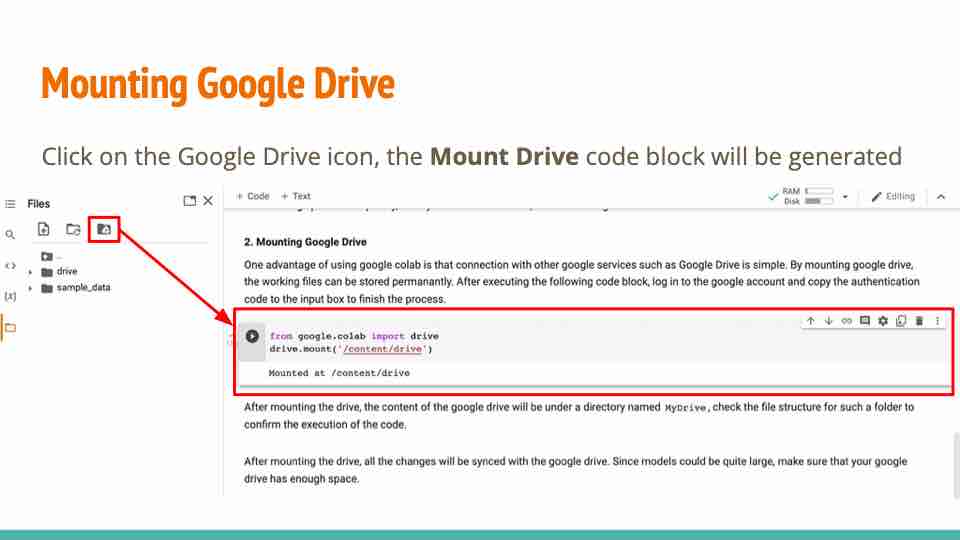 Mounting Google Drive
Click on the Google Drive icon, the Mount Drive code block will be generated
Files
+ Code + Text
RAM
Disk
Editing
..
drive
sample_data
2. Mounting Google Drive
One advantage of using google colab is that connection with other google services such as Google Drive is simple. By mounting google drive,
the working files can be stored permanantly. After executing the following code block, log in to the google account and copy the authentication
code to the input box to finish the process.
from google.colab import drive
drive.mount('/content/drive')
Mounted at /content/drive
After mounting the drive, the content of the google drive will be under a directory named MyDrive, check the file structure for such a folder to
confirm the execution of the code.
After mounting the drive, all the changes will be synced with the google drive. Since models could be quite large, make sure that your google
drive has enough space.